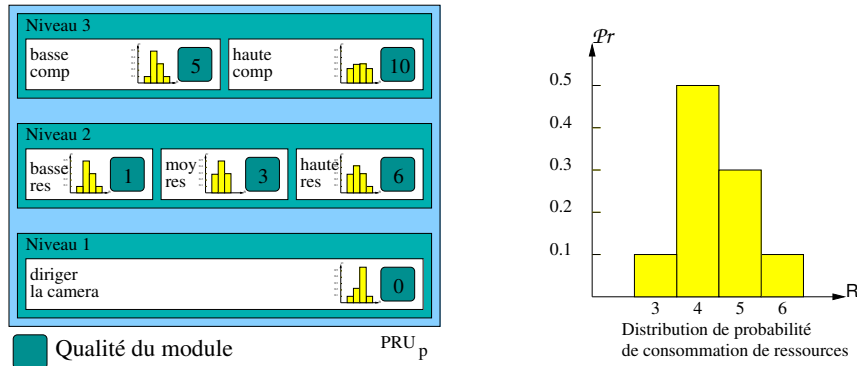 Niveau 3
basse
comp
5
haute
comp
10
Niveau 2
basse
res
1
moy
res
3
haute
res
6
Niveau 1
diriger
la camera
0
Qualité du module
PRU p
Pr
0.5
0.3
0.2
0.1
3 4 5 6
R
Distribution de probabilité
de consommation de ressources